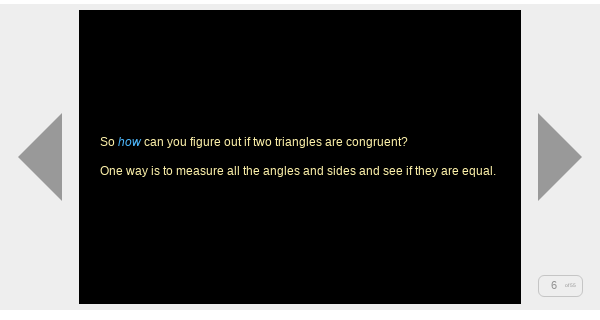 So how can you figure out if two triangles are congruent?
One way is to measure all the angles and sides and see if they are equal.
6